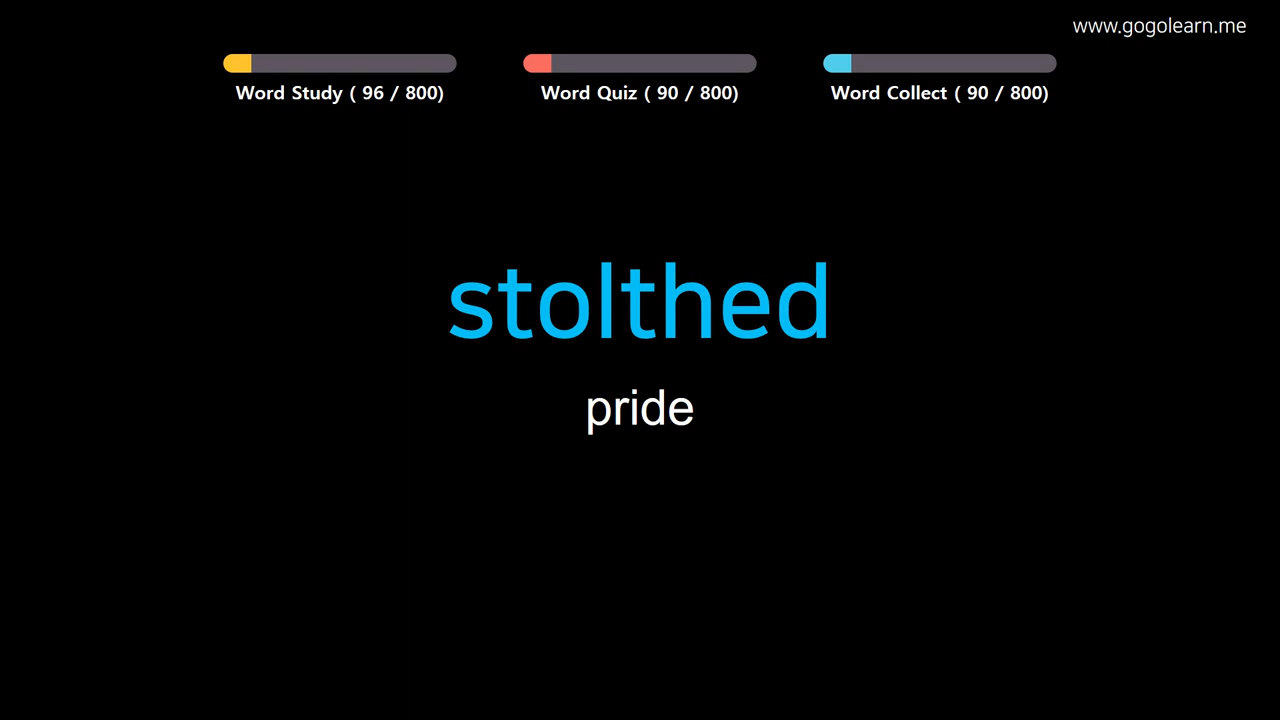 www.gogolearn.me
Word Study ( 96 / 800)
Word Quiz ( 90 / 800)
Word Collect ( 90 / 800)
stolthed
pride